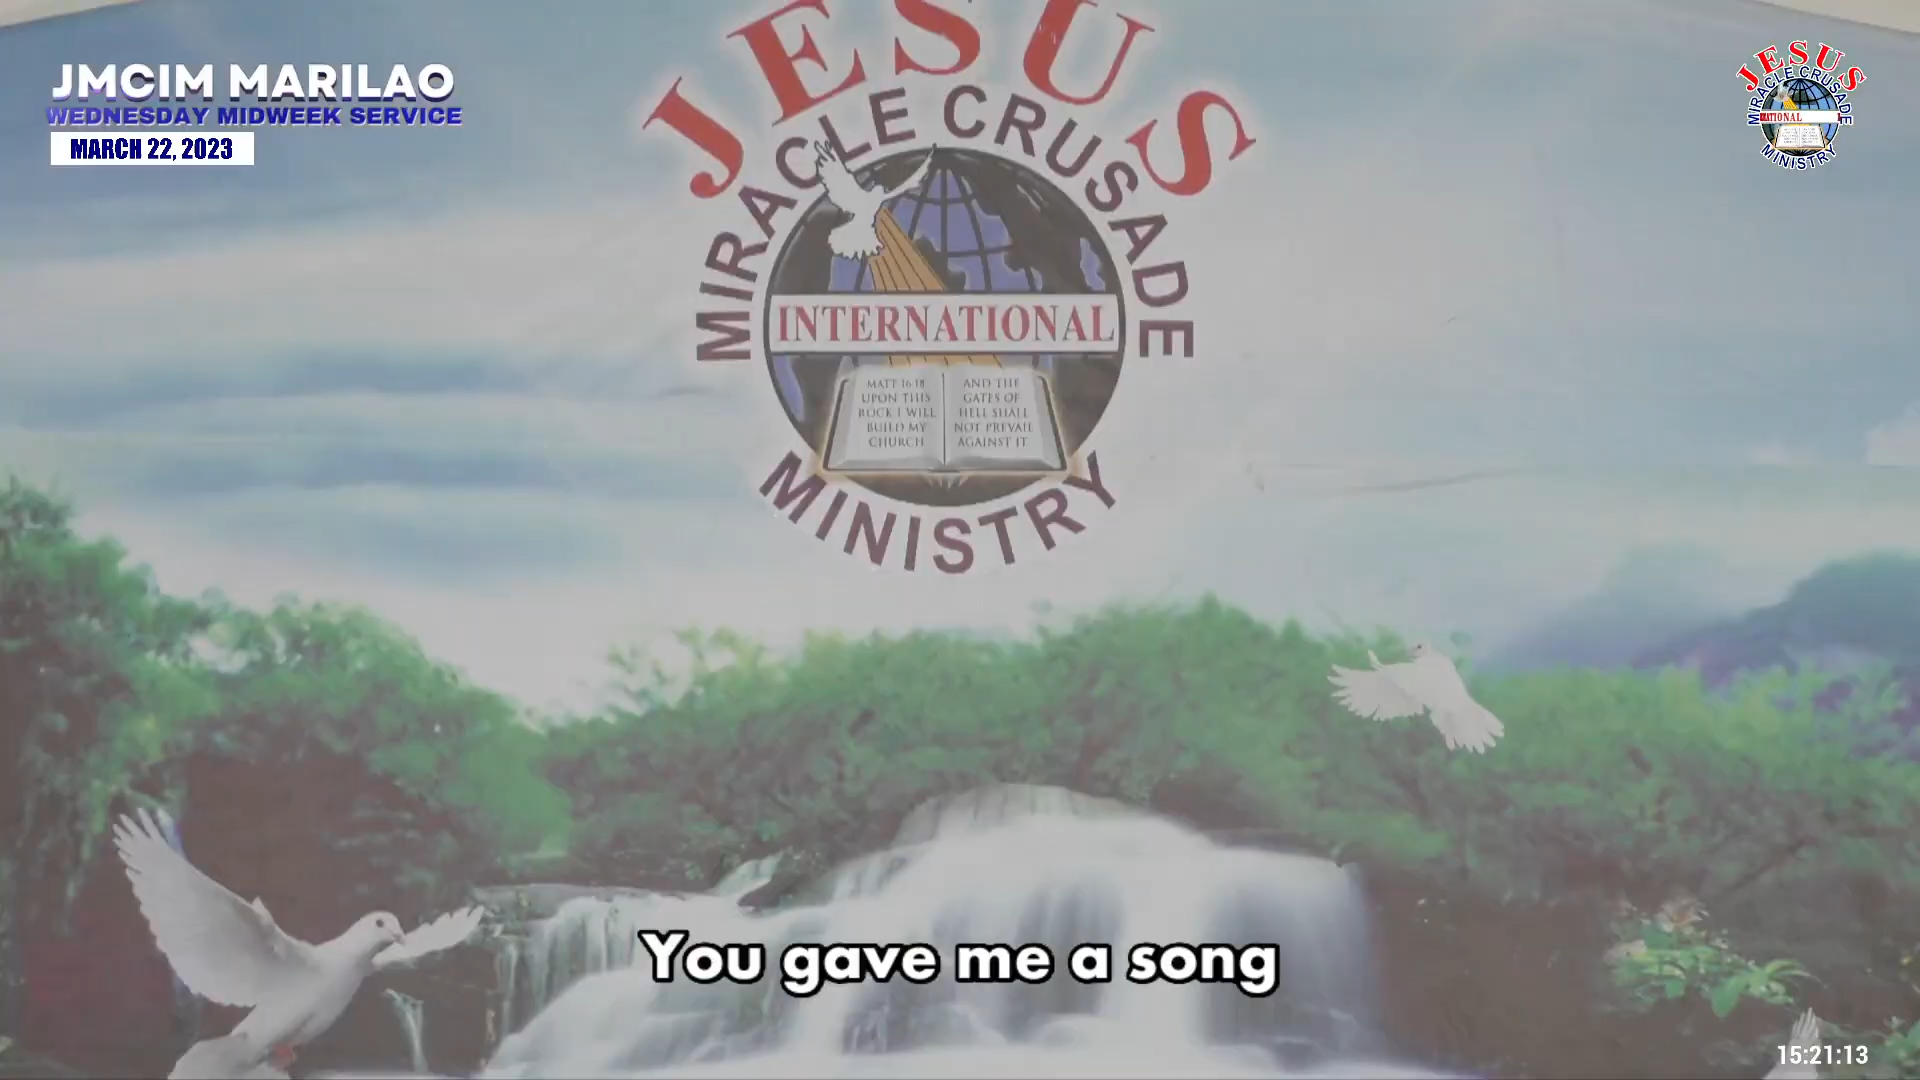 JMCIM MARILAO
WEDNESDAY MIDWEEK SERVICE
MARCH 22, 2023
JESUS
MIRACLE CRUSADE
INTERNATIONAL
MATT 16:18
UPON THIS
ROCK I WILL
BUILD MY
CHURCH
AND THE
GATES OF
HELL SHALL
NOT PREVAIL
AGAINST IT
MINISTRY
JESUS
MIRACLE CRUSADE
NATIONAL
MINISTRY
You gave me a song
15:21:13